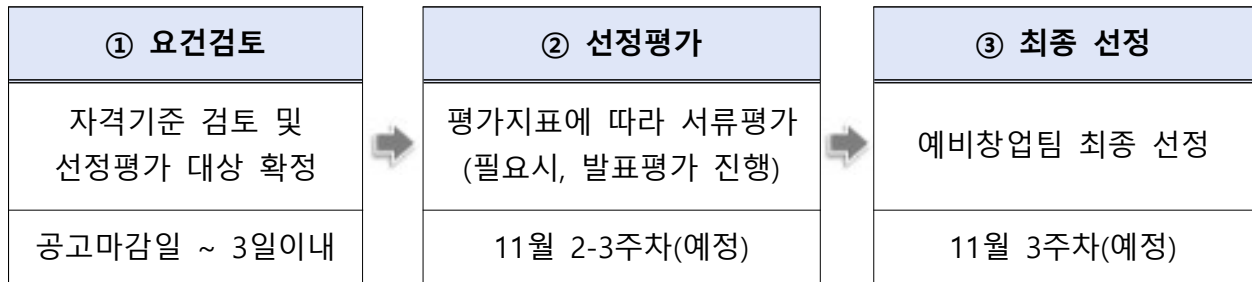 ① 요건검토
자격기준 검토 및
선정평가 대상 확정
공고마감일 ~ 3일이내
② 선정평가
평가지표에 따라 서류평가
(필요시, 발표평가 진행)
11월 2-3주차(예정)
③ 최종 선정
예비창업팀 최종 선정
11월 3주차(예정)